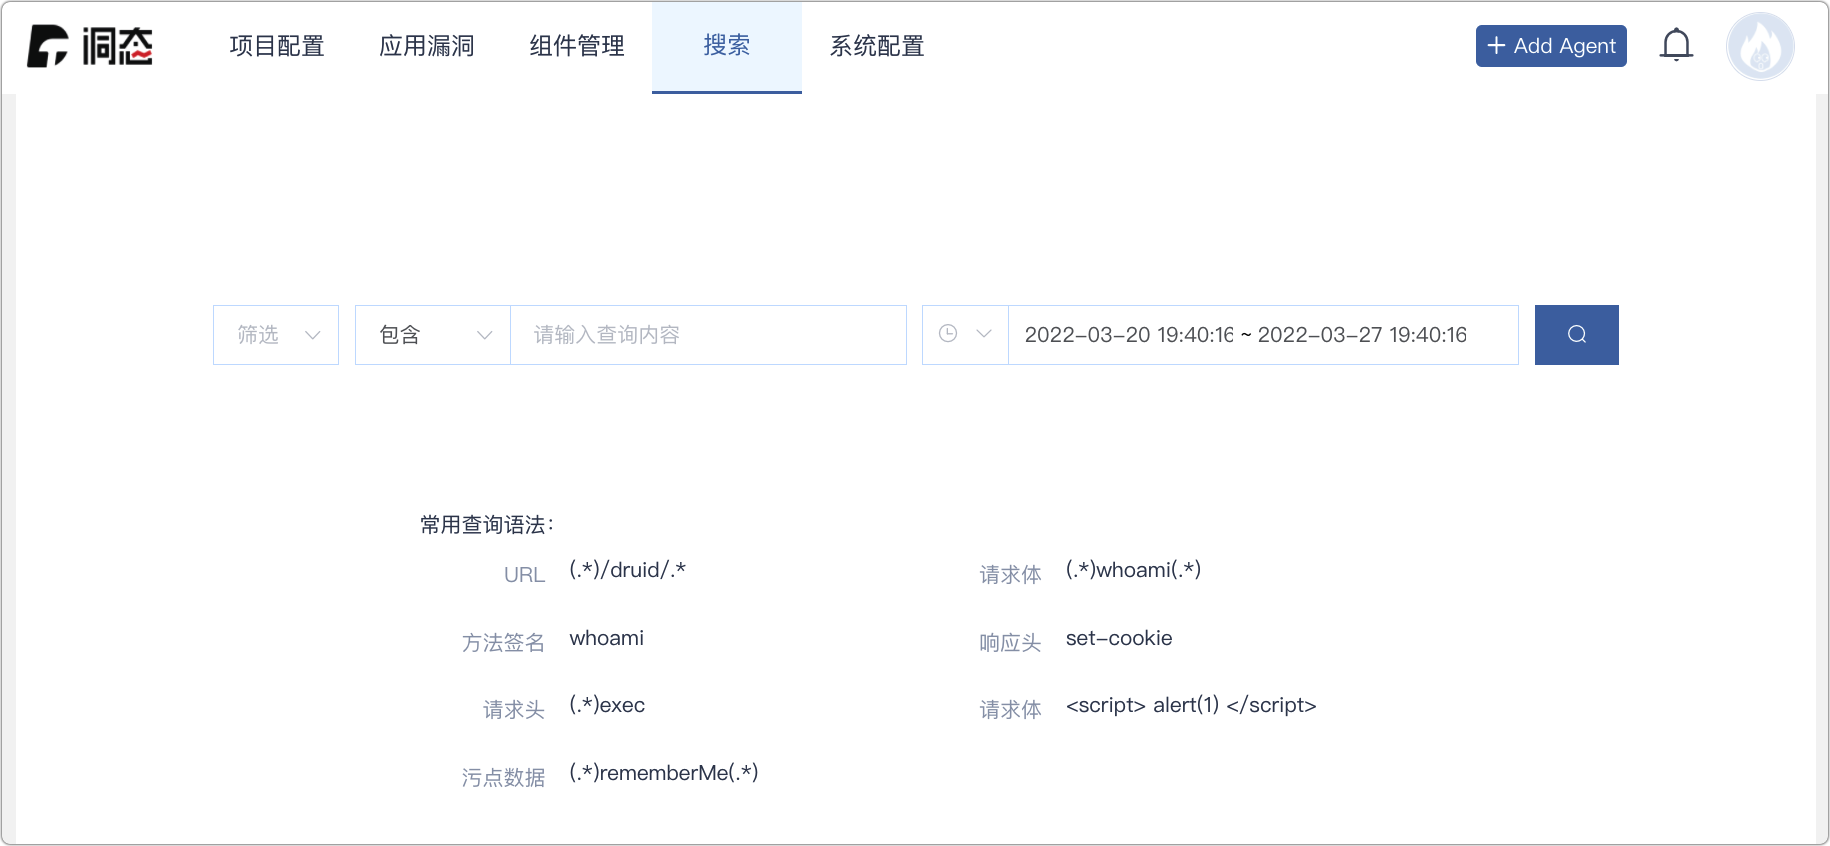 洞态 项目配置 应用漏洞 组件管理 搜索 系统配置 + Add Agent
筛选 包含 请输入查询内容 2022-03-20 19:40:16 ~ 2022-03-27 19:40:16
常用查询语法：
URL (.*)/druid/.* 请求体 (.*)whoami(.*)
方法签名 whoami 响应头 set-cookie
请求头 (.*)exec 请求体 <script> alert(1) </script>
污点数据 (.*)rememberMe(.*)